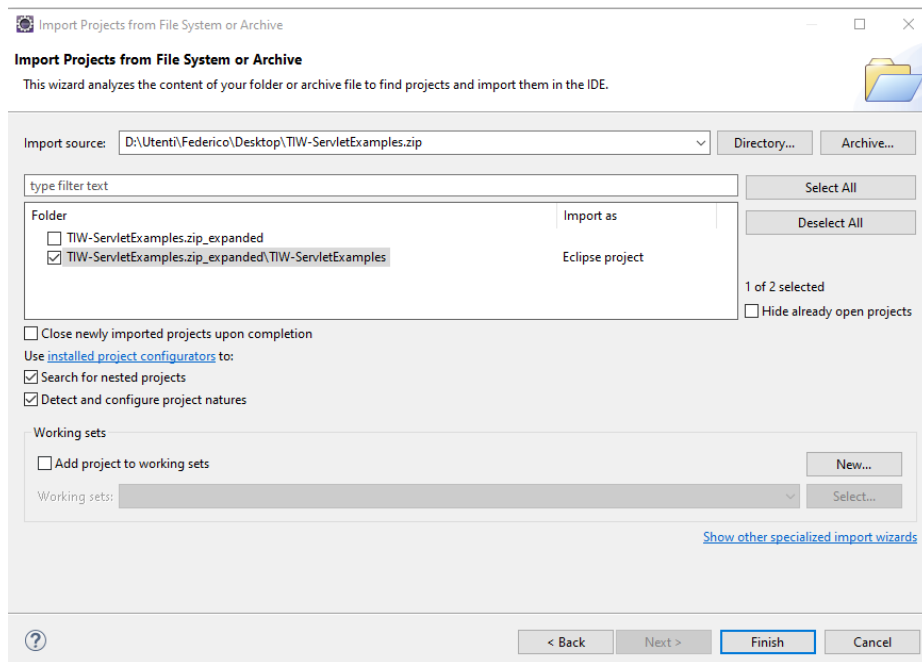 Import Projects from File System or Archive
Import Projects from File System or Archive
This wizard analyzes the content of your folder or archive file to find projects and import them in the IDE.
Import source: D:\Utenti\Federico\Desktop\TIW-ServletExamples.zip Directory... Archive...
type filter text Select All
Folder Import as Deselect All
TIW-ServletExamples.zip_expanded
TIW-ServletExamples.zip_expanded\TIW-ServletExamples Eclipse project
1 of 2 selected
Hide already open projects
Close newly imported projects upon completion
Use installed project configurators to:
Search for nested projects
Detect and configure project natures
Working sets
Add project to working sets New...
Working sets: Select...
Show other specialized import wizards
? < Back Next > Finish Cancel